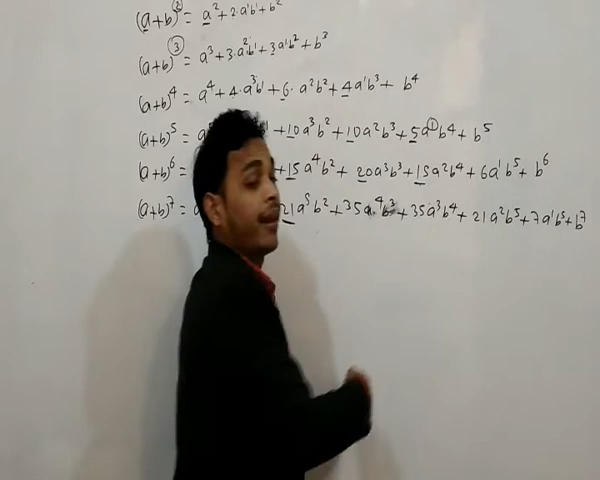 (a+b)² = a² + 2·a¹b¹ + b²
(a+b)³ = a³ + 3·a²b¹ + 3a¹b² + b³
(a+b)⁴ = a⁴ + 4·a³b¹ + 6·a²b² + 4a¹b³ + b⁴
(a+b)⁵ = a + 10a³b² + 10a²b³ + 5a¹b⁴ + b⁵
(a+b)⁶ = + 15a⁴b² + 20a³b³ + 15a²b⁴ + 6a¹b⁵ + b⁶
(a+b)⁷ = a 21a⁵b² + 35a⁴b³ + 35a³b⁴ + 21a²b⁵ + 7a¹b⁶ + b⁷